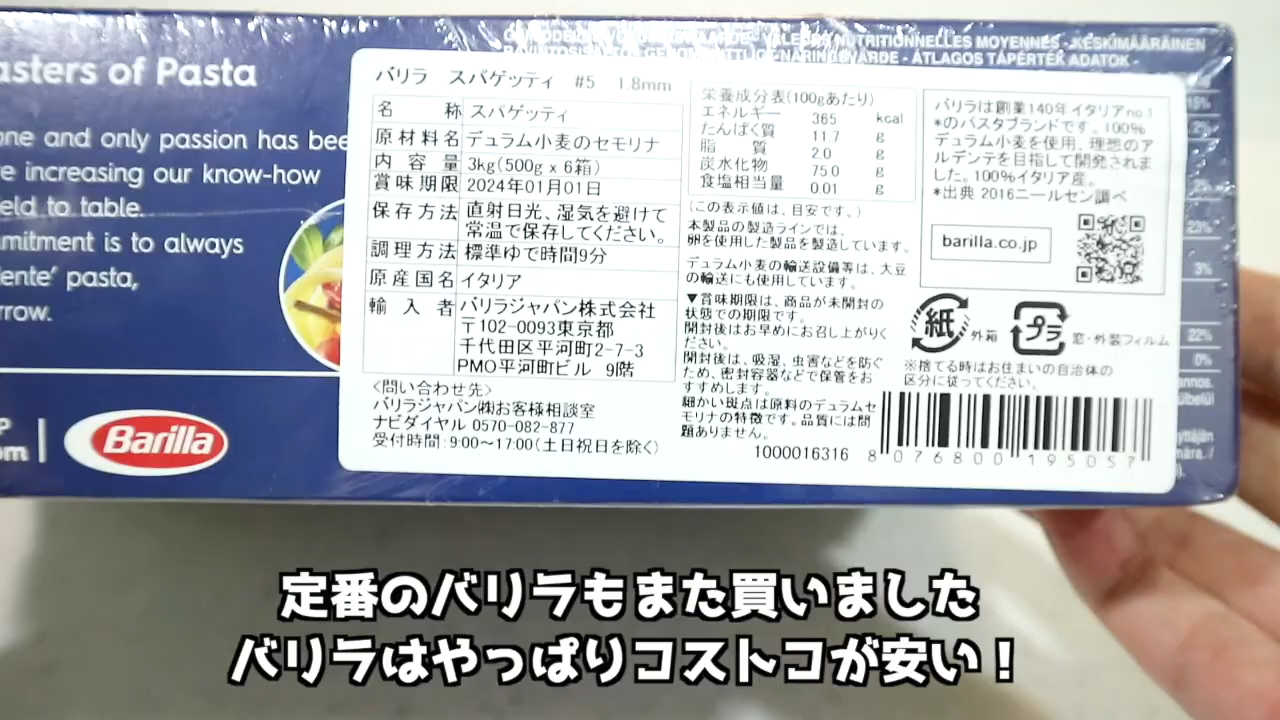 asters of Pasta
one and only passion has bee
re increasing our know-how
eld to table.
mmitment is to always
dente' pasta,
rrow.
Barilla
VALEURS NUTRITIONNELLES MOYENNES - KESKIMÄÄRÄINEN
ÁTLAGOS TÁPÉRTÉK ADATOK -
バリラ スパゲッティ #5 1.8mm
名称 スパゲッティ
原材料名 デュラム小麦のセモリナ
内容量 3kg(500g x 6箱)
賞味期限 2024年01月01日
保存方法 直射日光、湿気を避けて
常温で保存してください。
調理方法 標準ゆで時間9分
原産国名 イタリア
輸入者 バリラジャパン株式会社
〒102-0093東京都
千代田区平河町2-7-3
PMO平河町ビル 9階
<問い合わせ先>
バリラジャパン㈱お客様相談室
ナビダイヤル 0570-082-877
受付時間:9:00〜17:00(土日祝日を除く)
栄養成分表(100gあたり)
エネルギー 365 kcal
たんぱく質 11.7 g
脂質 2.0 g
炭水化物 75.0 g
食塩相当量 0.01 g
(この表示値は、目安です。)
本製品の製造ラインでは、
卵を使用した製品を製造しています。
デュラム小麦の輸送設備等は、大豆
の輸送にも使用しています。
▼賞味期限は、商品が未開封の
状態での期限です。
開封後はお早めにお召し上がりく
ださい。
開封後は、吸湿、虫害などを防ぐ
ため、密封容器などで保管をお
すすめします。
細かい斑点は原料のデュラムセ
モリナの特徴です。品質には問
題ありません。
1000016316
バリラは創業140年イタリアno.1
*のパスタブランドです。100%
デュラム小麦を使用、理想のア
ルデンテを目指して開発されま
した。100%イタリア産。
*出典 2016ニールセン調べ
barilla.co.jp
紙 外箱 プラ 窓・外装フィルム
※捨てる時はお住まいの自治体の
区分に従ってください。
8 076800 195057
23%
3%
22%
0%
定番のバリラもまた買いました
バリラはやっぱりコストコが安い！